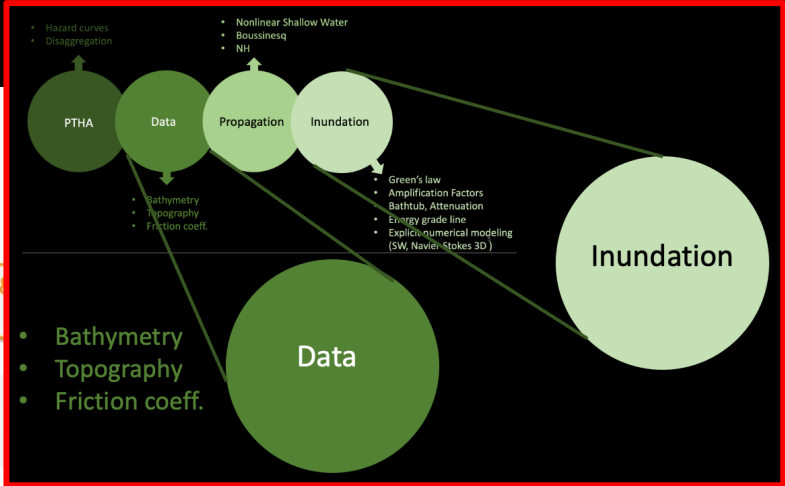 • Hazard curves
• Disaggregation
• Nonlinear Shallow Water
• Boussinesq
• NH
PTHA
Data
Propagation
Inundation
• Bathymetry
• Topography
• Friction coeff.
• Green's law
• Amplification Factors
• Bathtub, Attenuation
• Energy grade line
• Explicit numerical modeling
(SW, Navier Stokes 3D )
Inundation
• Bathymetry
• Topography
• Friction coeff.
Data